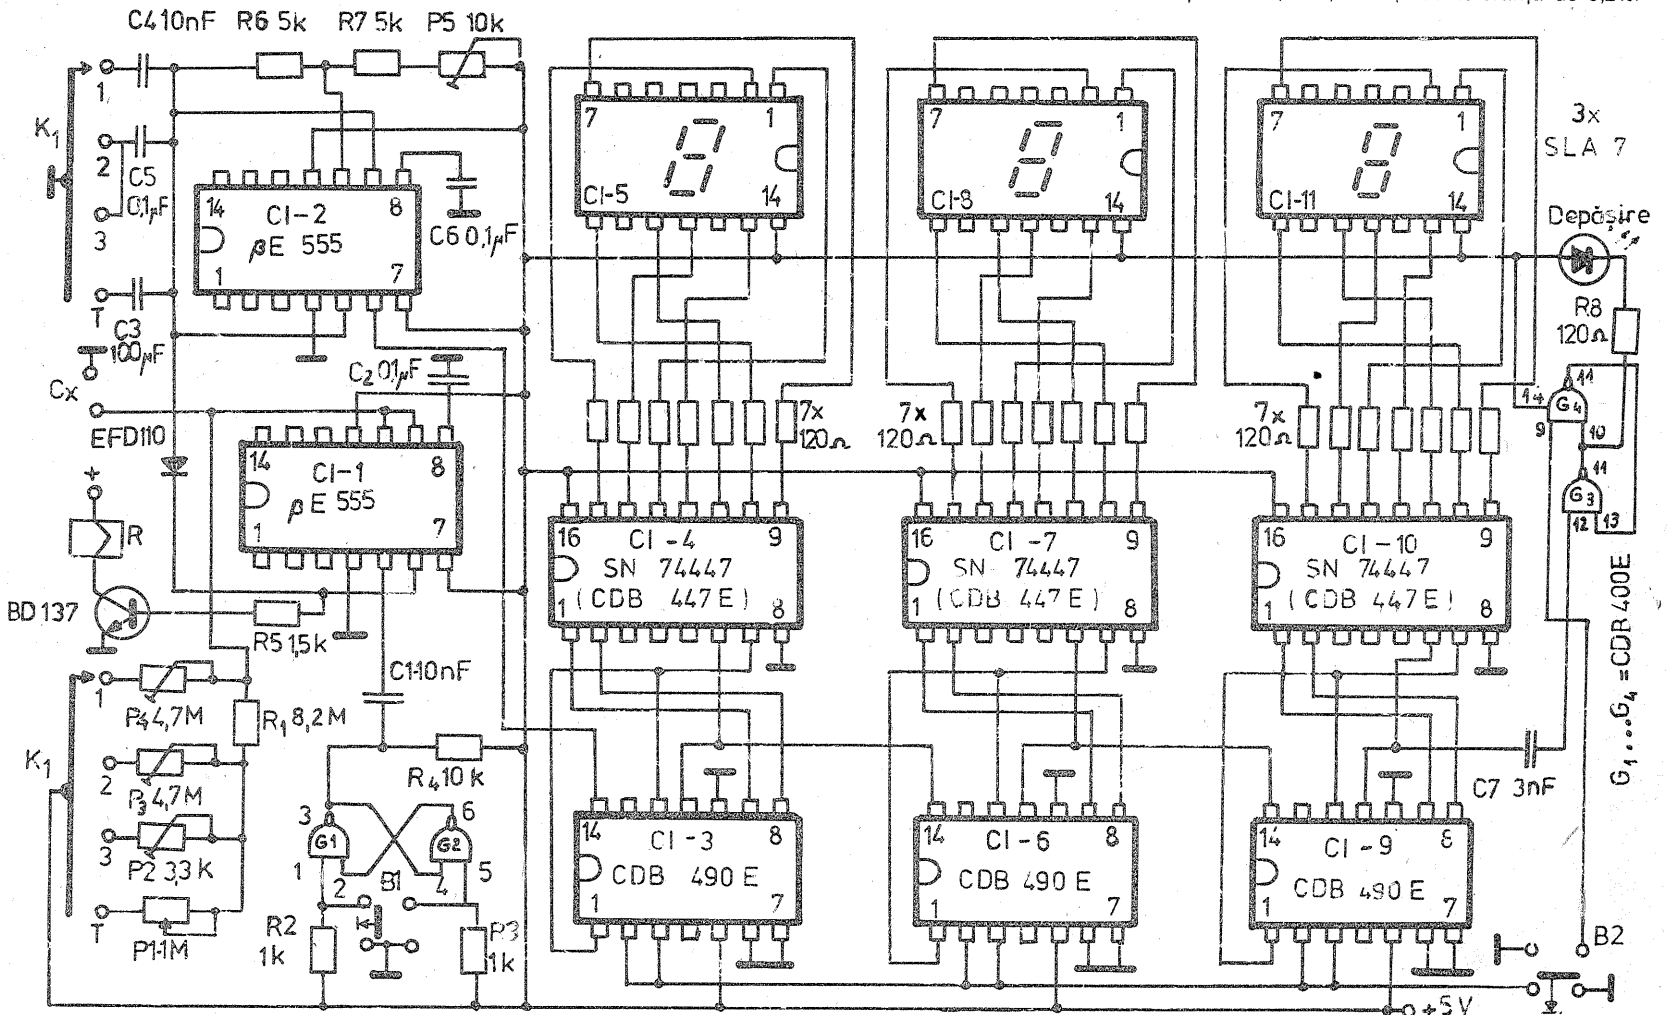 C4 10nF R6 5k R7 5k P5 10k
1
K1
2
C5
0,1µF
3
T
C3
100µF
Cx
14 CI-2 8
βE 555
1 7
C6 0,1µF
7 1
CI-5 14
7 1
CI-8 14
7 1
CI-11 14
3x
SLA 7
Depăşire
R8
120Ω
C2 0,1µF
EFD110
14 CI-1 8
βE 555
1 7
+
R
BD 137
R5 1,5k
7x
120Ω
7x
120Ω
7x
120Ω
11
14 G4
9 10
11
G3
12 13
16 CI-4 9
SN 74447
(CDB 447E)
1 8
16 CI-7 9
SN 74447
(CDB 447E)
1 8
16 CI-10 9
SN 74447
(CDB 447E)
1 8
G1...G4 = CDB400E
1
P4 4,7M
R1 8,2M
C1 10nF
K1
2
P3 4,7M
R4 10k
3
P2 3,3K
T
P1 1M
3 G1 1 2
6 G2 4 5
B1
R2
1k
R3
1k
14 CI-3 8
CDB 490E
1 7
14 CI-6 8
CDB 490E
1 7
14 CI-9 8
CDB 490E
1 7
C7 3nF
B2
+5V